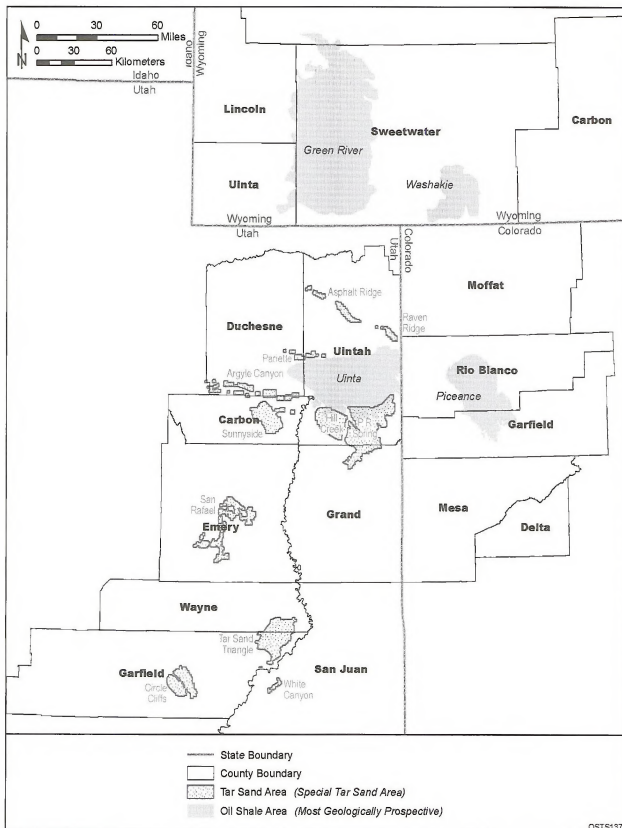 0 30 60
Miles
0 30 60
Kilometers
N
Idaho
Wyoming
Idaho
Utah
Lincoln
Carbon
Sweetwater
Green River
Uinta
Washakie
Wyoming
Utah
Wyoming
Colorado
Utah
Colorado
Moffat
Asphalt Ridge
Duchesne
Uintah
Raven
Ridge
Pariette
Argyle Canyon
Uinta
Rio Blanco
Piceance
Carbon
Sunnyside
Hill
Creek
Garfield
San
Rafael
Emery
Grand
Mesa
Delta
Wayne
Tar Sand
Triangle
Garfield
Circle
Cliffs
San Juan
White
Canyon
State Boundary
County Boundary
Tar Sand Area (Special Tar Sand Area)
Oil Shale Area (Most Geologically Prospective)
OSTS137